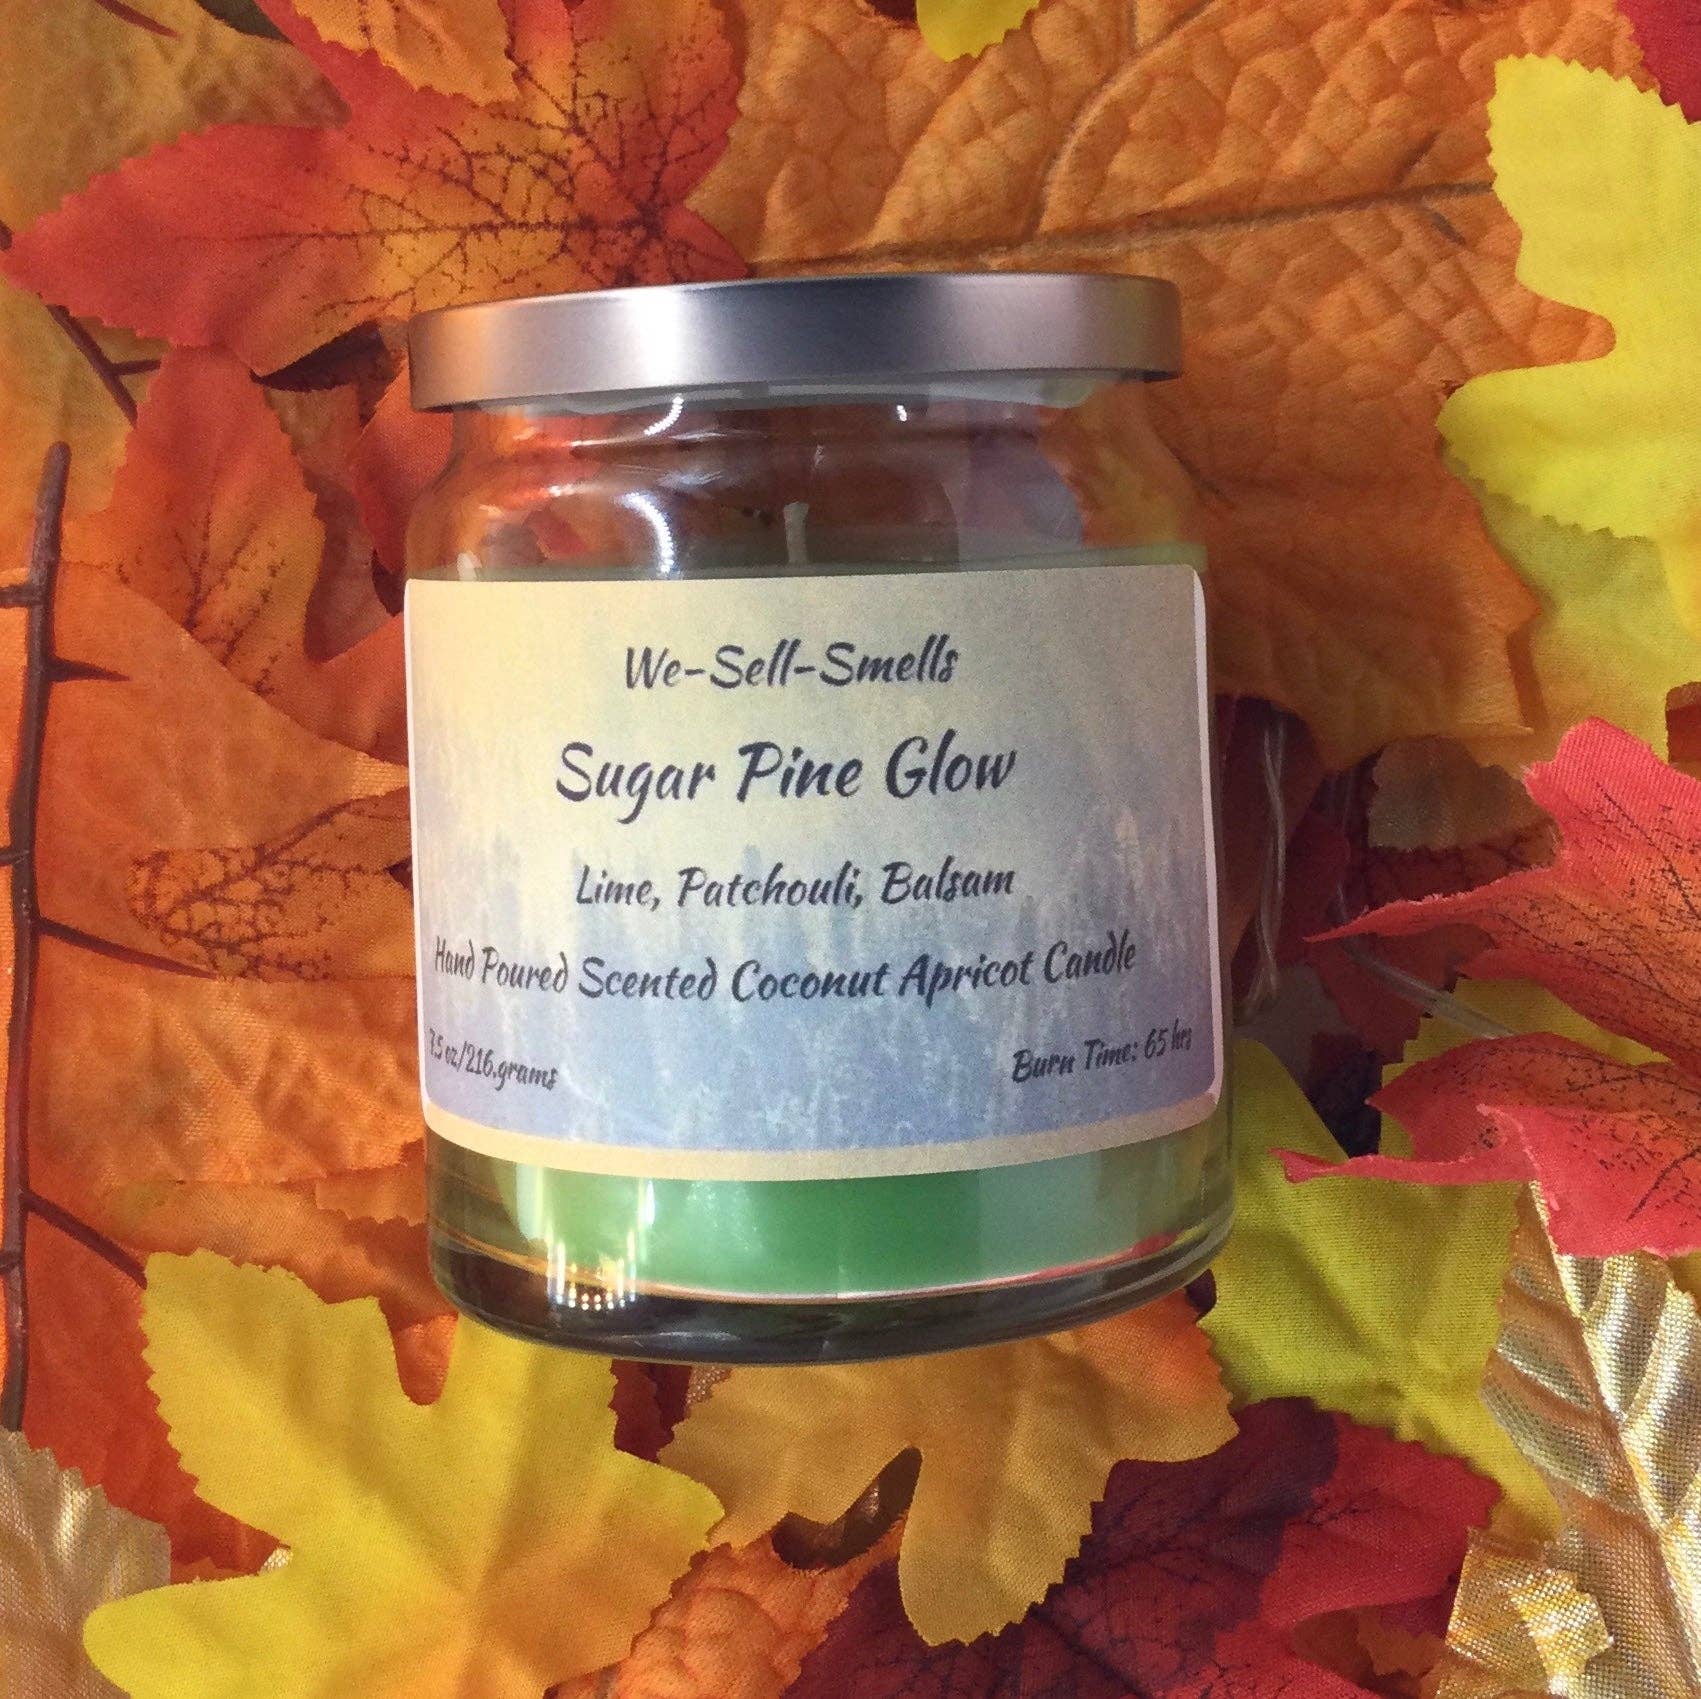 We-Sell-Smells
Sugar Pine Glow
Lime, Patchouli, Balsam
Hand Poured Scented Coconut Apricot Candle
7.5 oz/216.grams Burn Time: 65 hrs